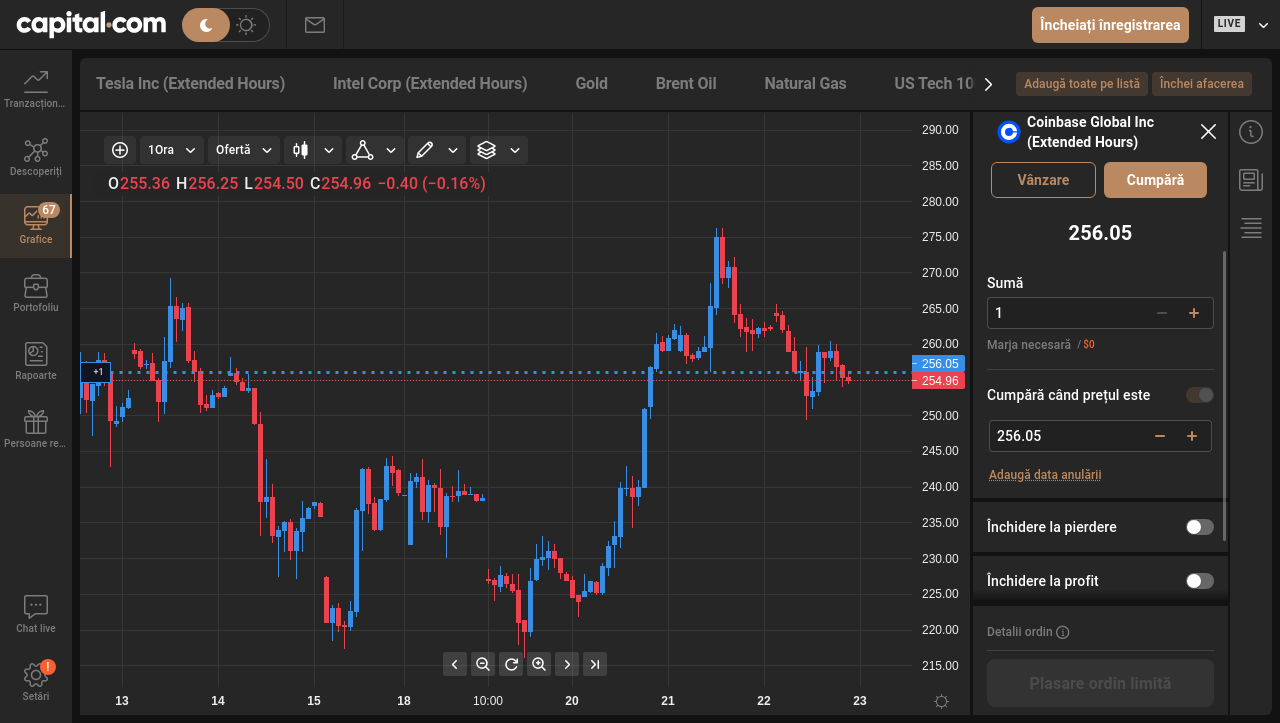 capital.com
Încheiați înregistrarea
LIVE
Tranzacțion...
Descoperiți
67
Grafice
Portofoliu
Rapoarte
Persoane re...
Chat live
!
Setări
Tesla Inc (Extended Hours)
Intel Corp (Extended Hours)
Gold
Brent Oil
Natural Gas
US Tech 10
Adaugă toate pe listă
Închei afacerea
1Ora
Ofertă
O255.36 H256.25 L254.50 C254.96 −0.40 (−0.16%)
+1
290.00
285.00
280.00
275.00
270.00
265.00
260.00
256.05
254.96
250.00
245.00
240.00
235.00
230.00
225.00
220.00
215.00
13 14 15 18 10:00 20 21 22 23
Coinbase Global Inc
(Extended Hours)
Vânzare
Cumpără
256.05
Sumă
1
Marja necesară / $0
Cumpără când prețul este
256.05
Adaugă data anulării
Închidere la pierdere
Închidere la profit
Detalii ordin
Plasare ordin limită